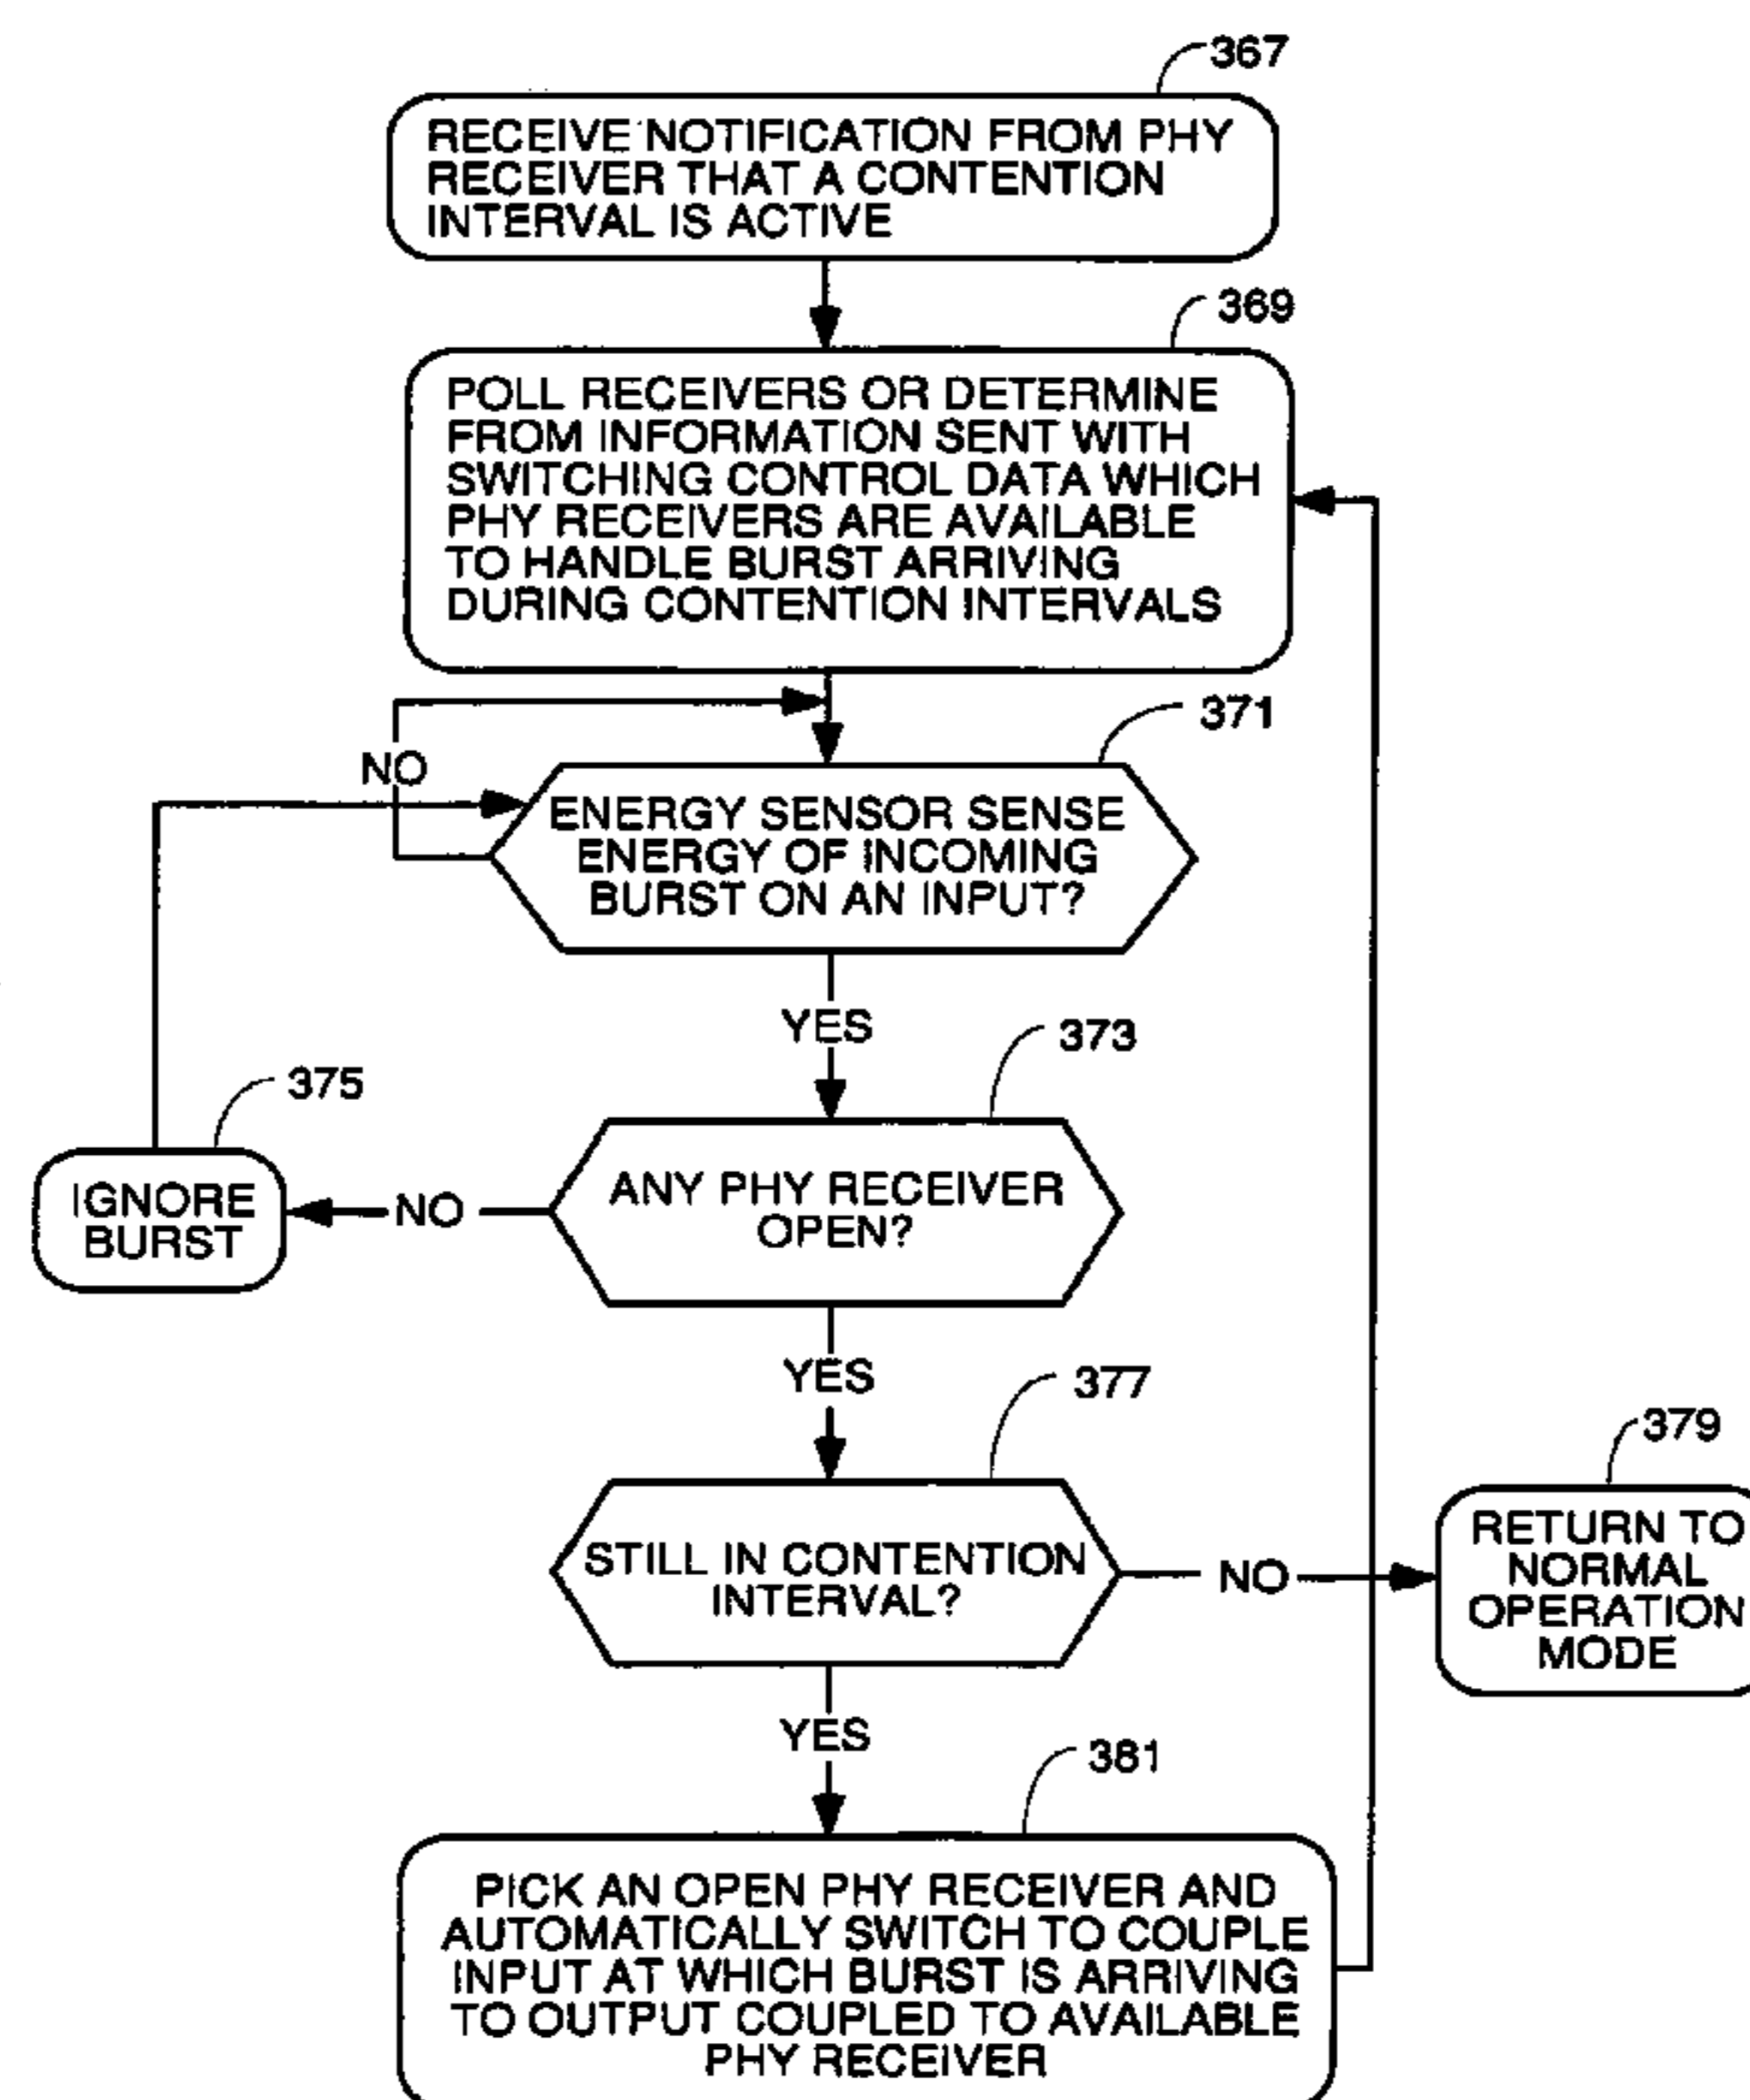 367
RECEIVE NOTIFICATION FROM PHY
RECEIVER THAT A CONTENTION
INTERVAL IS ACTIVE
369
POLL RECEIVERS OR DETERMINE
FROM INFORMATION SENT WITH
SWITCHING CONTROL DATA WHICH
PHY RECEIVERS ARE AVAILABLE
TO HANDLE BURST ARRIVING
DURING CONTENTION INTERVALS
371
NO
ENERGY SENSOR SENSE
ENERGY OF INCOMING
BURST ON AN INPUT?
YES
373
375
ANY PHY RECEIVER
OPEN?
NO
IGNORE
BURST
YES
377
379
STILL IN CONTENTION
INTERVAL?
NO
RETURN TO
NORMAL
OPERATION
MODE
YES
381
PICK AN OPEN PHY RECEIVER AND
AUTOMATICALLY SWITCH TO COUPLE
INPUT AT WHICH BURST IS ARRIVING
TO OUTPUT COUPLED TO AVAILABLE
PHY RECEIVER